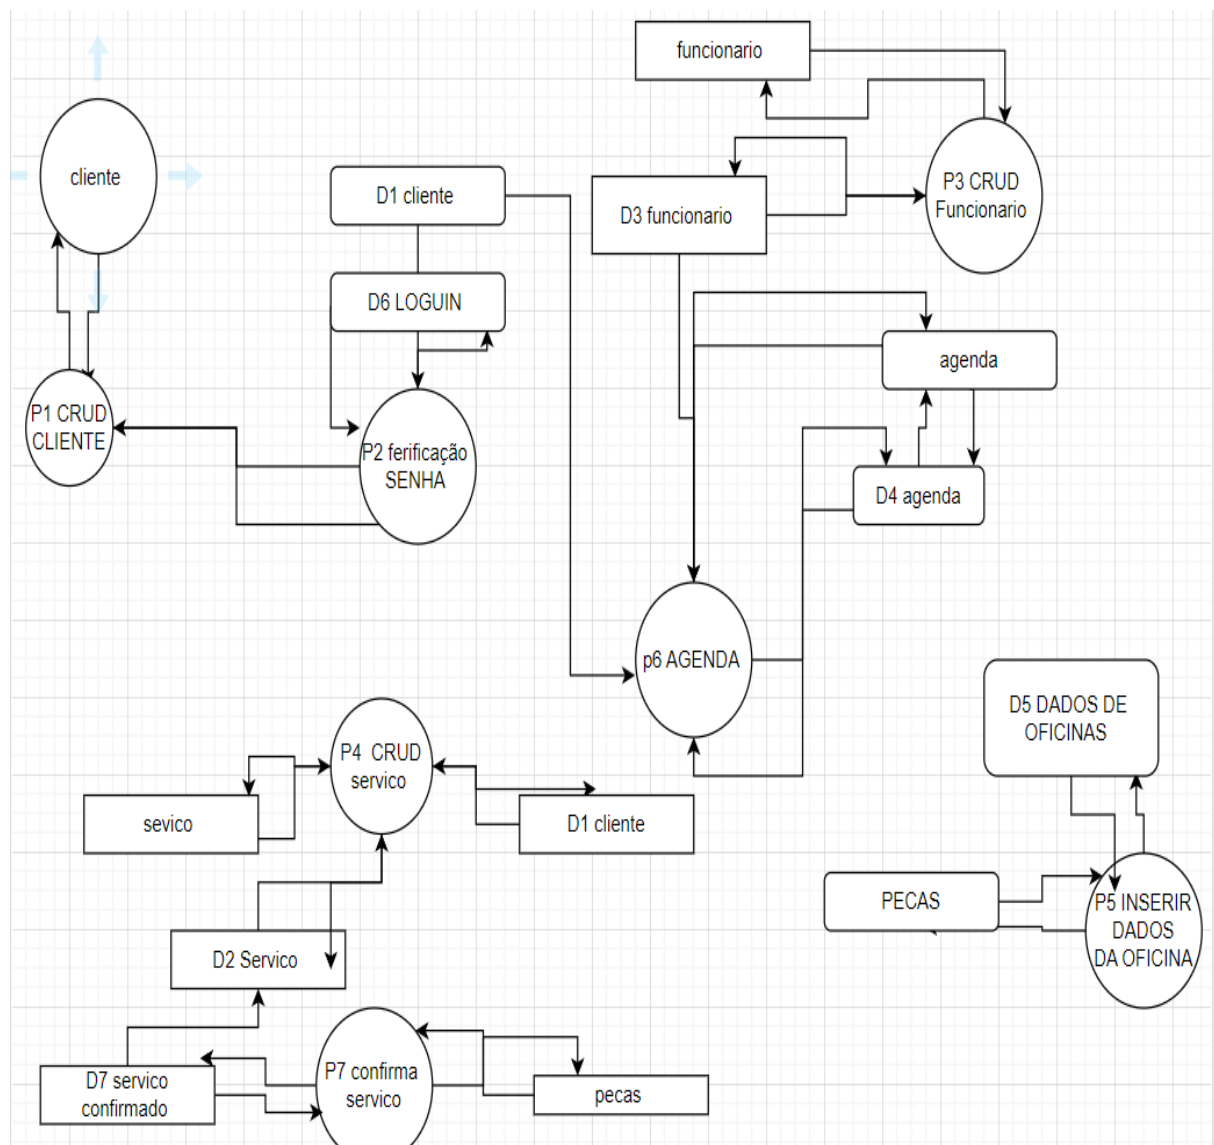 funcionario
cliente
D1 cliente
P3 CRUD
Funcionario
D3 funcionario
D6 LOGUIN
agenda
P1 CRUD
CLIENTE
P2 ferificação
SENHA
D4 agenda
p6 AGENDA
D5 DADOS DE
OFICINAS
P4 CRUD
servico
sevico
D1 cliente
PECAS
P5 INSERIR
DADOS
DA OFICINA
D2 Servico
P7 confirma
servico
D7 servico
confirmado
pecas